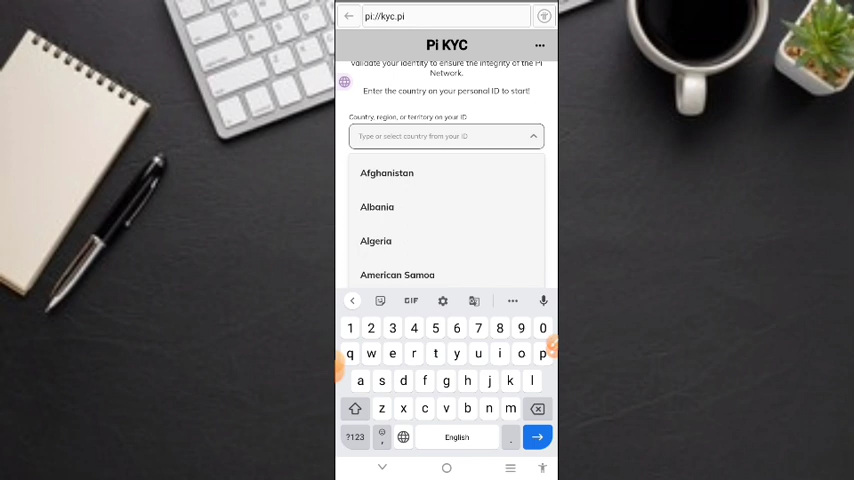 pi://kyc.pi
Pi KYC
Validate your identity to ensure the integrity of the Pi
Network.
Enter the country on your personal ID to start!
Country, region, or territory on your ID
Type or select country from your ID
Afghanistan
Albania
Algeria
American Samoa
GIF
1 2 3 4 5 6 7 8 9 0
q w e r t y u i o p
a s d f g h j k l
z x c v b n m
?123 , English .